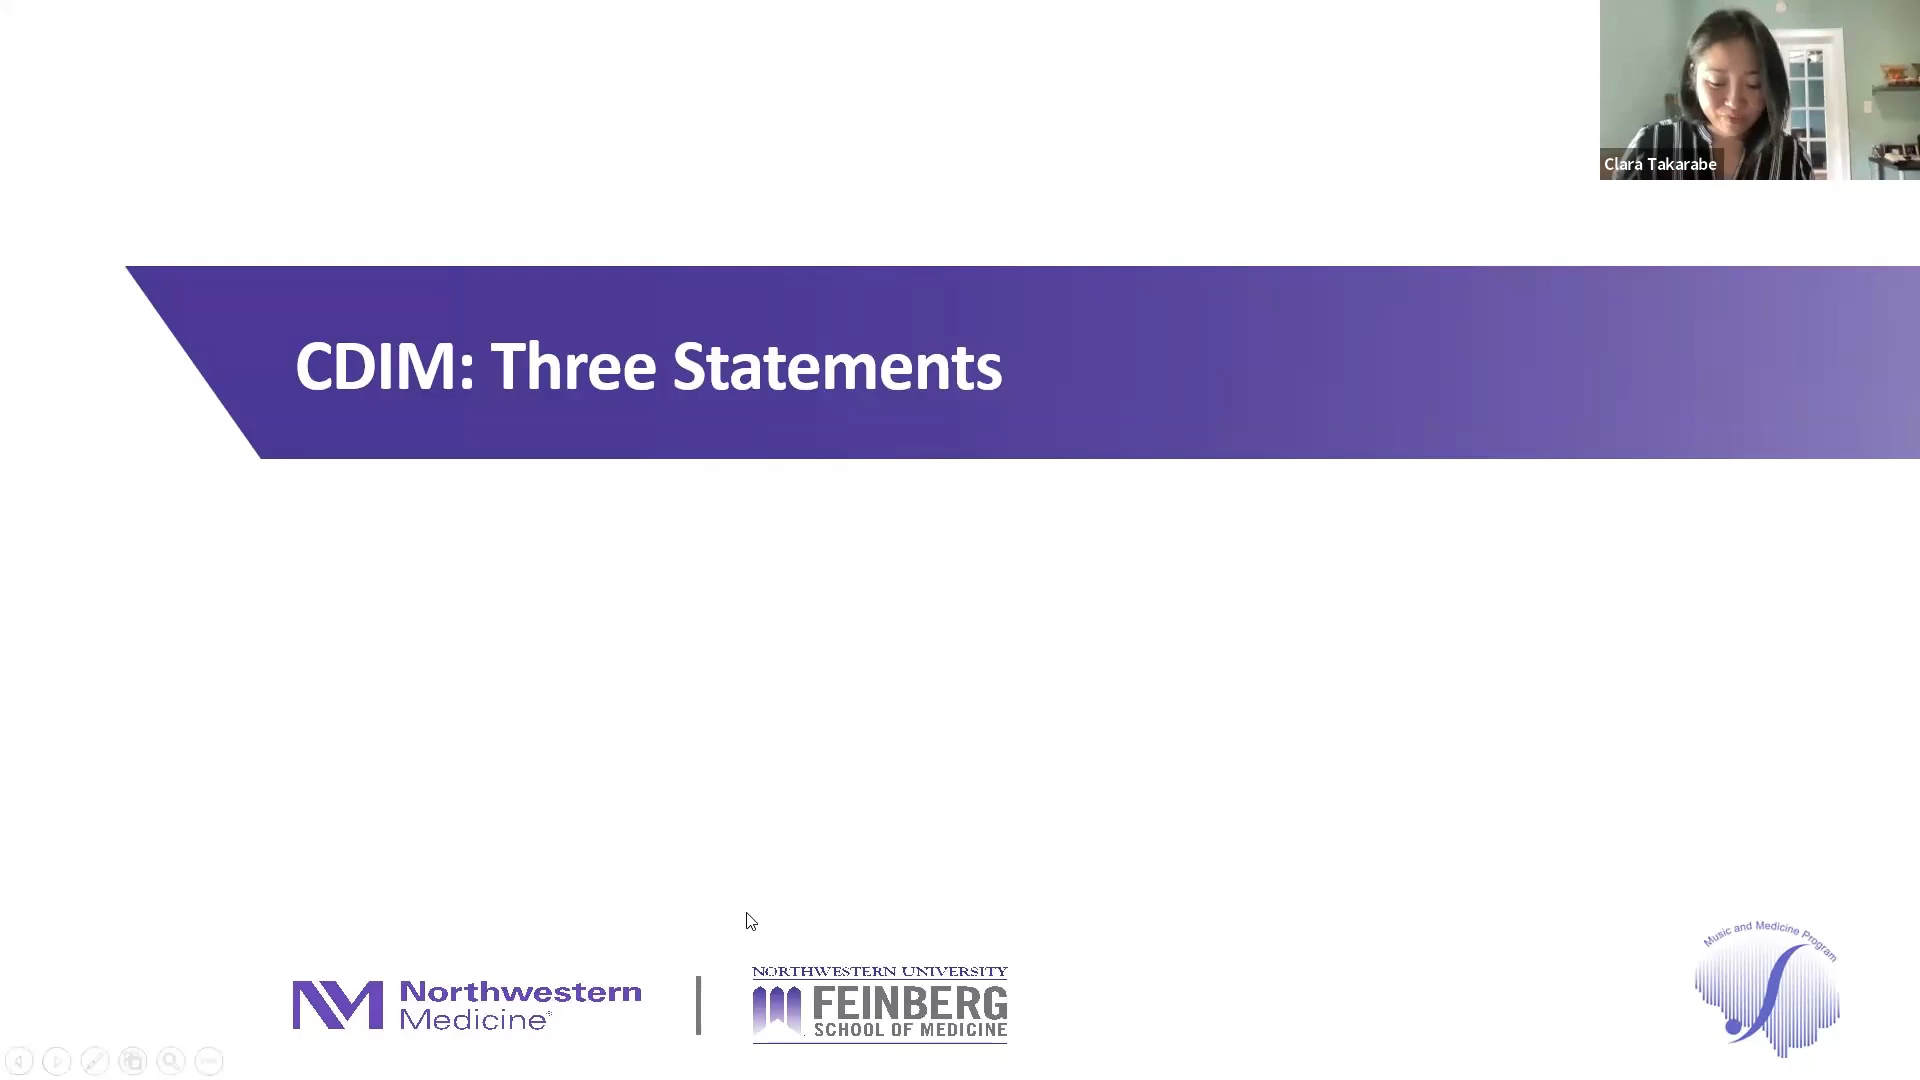 Clara Takarabe
CDIM: Three Statements
Music and Medicine Program
Northwestern
Medicine®
NORTHWESTERN UNIVERSITY
FEINBERG
SCHOOL OF MEDICINE